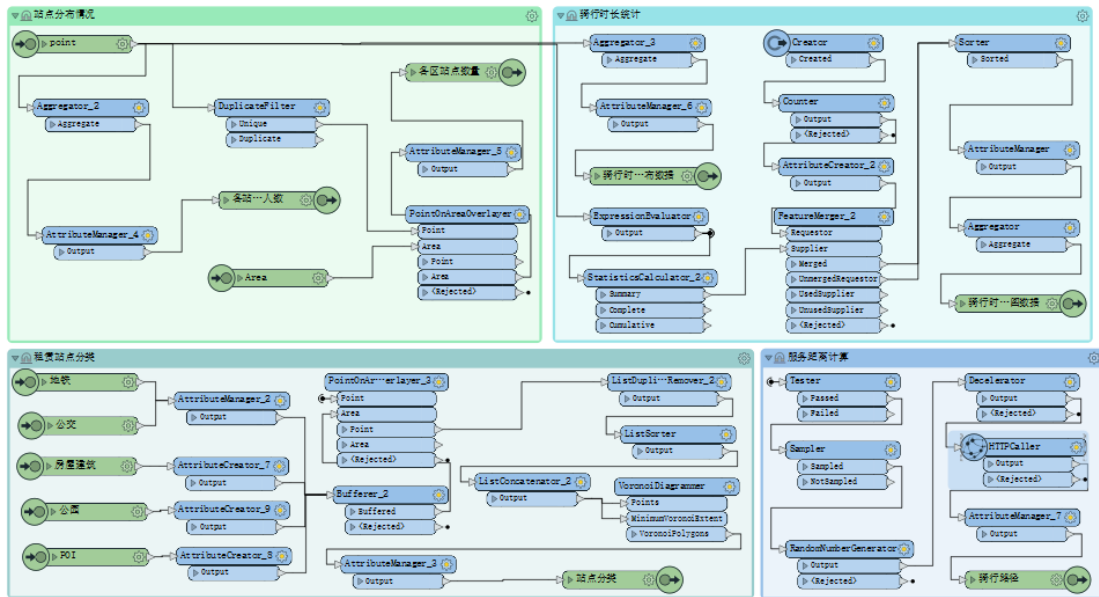 站点分布情况
point
Aggregator_2
Aggregate
DuplicateFilter
Unique
Duplicate
各区站点数量
AttributeManager_5
Output
各站…人数
AttributeManager_4
Output
PointOnAreaOverlayer
Point
Area
Point
Area
<Rejected>
Area
骑行时长统计
Aggregator_3
Aggregate
AttributeManager_6
Output
骑行时…布数据
ExpressionEvaluator
Output
StatisticsCalculator_2
Summary
Complete
Cumulative
Creator
Created
Counter
Output
<Rejected>
AttributeCreator_2
Output
FeatureMerger_2
Requestor
Supplier
Merged
UnmergedRequestor
UsedSupplier
UnusedSupplier
<Rejected>
Sorter
Sorted
AttributeManager
Output
Aggregator
Aggregate
骑行时…图数据
租赁站点分类
地铁
公交
房屋建筑
公园
POI
AttributeManager_2
Output
AttributeCreator_7
Output
AttributeCreator_9
Output
AttributeCreator_8
Output
PointOnAr…erlayer_3
Point
Area
Point
Area
<Rejected>
Bufferer_2
Buffered
<Rejected>
AttributeManager_3
Output
ListDupli…Remover_2
Output
ListSorter
Output
ListConcatenator_2
Output
VoronoiDiagrammer
Points
MinimumVoronoiExtent
VoronoiPolygons
站点分类
服务距离计算
Tester
Passed
Failed
Sampler
Sampled
NotSampled
RandomNumberGenerator
Output
<Rejected>
Decelerator
Output
<Rejected>
HTTPCaller
Output
<Rejected>
AttributeManager_7
Output
骑行路径